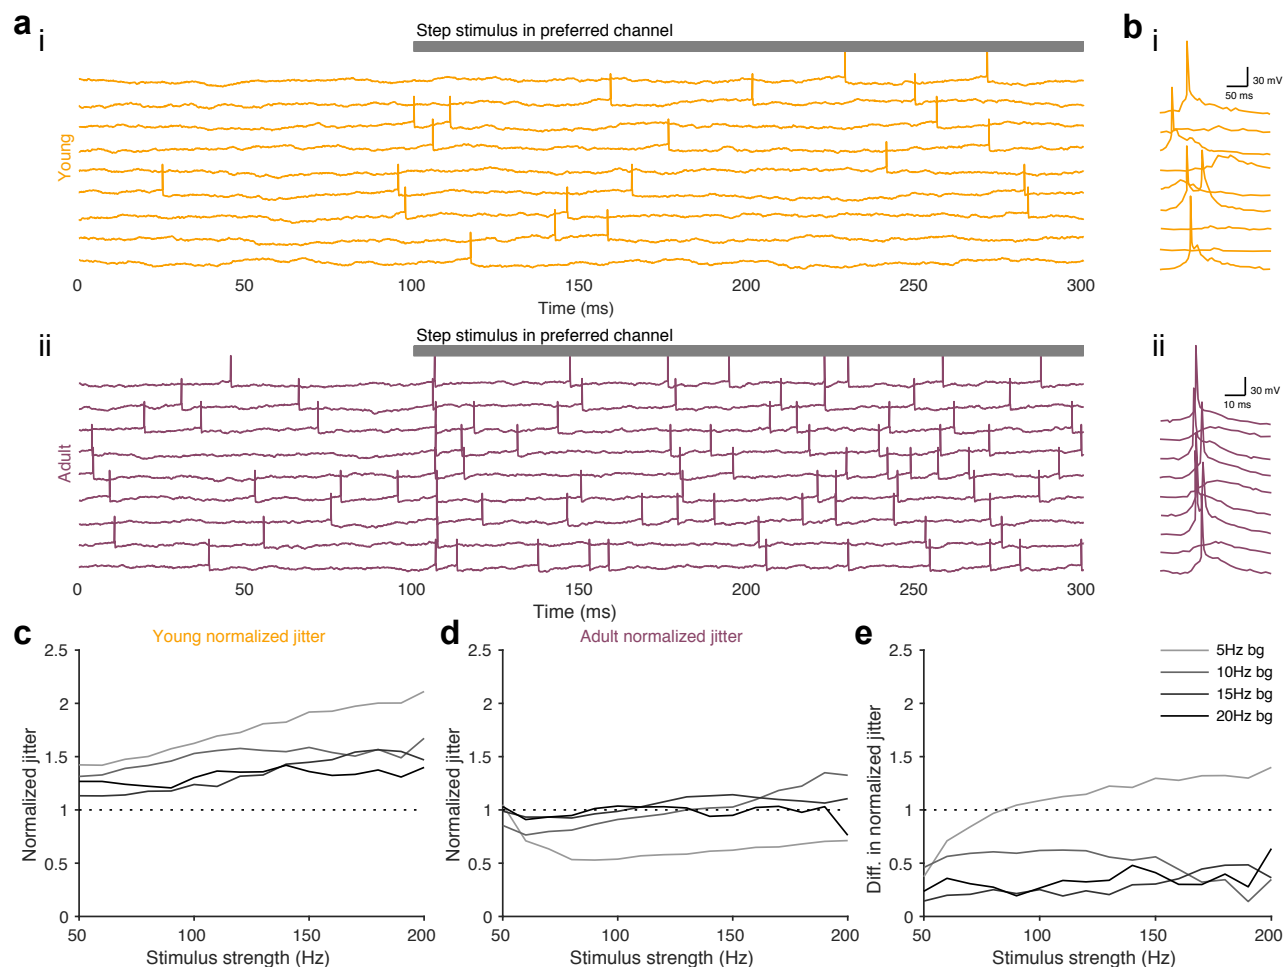 a
i
Step stimulus in preferred channel
Young
0 50 100 150 200 250 300
Time (ms)
b
i
30 mV
50 ms
ii
Step stimulus in preferred channel
Adult
0 50 100 150 200 250 300
Time (ms)
ii
30 mV
10 ms
c
Young normalized jitter
Normalized jitter
2.5
2
1.5
1
0.5
0
50 100 150 200
Stimulus strength (Hz)
d
Adult normalized jitter
Normalized jitter
2.5
2
1.5
1
0.5
0
50 100 150 200
Stimulus strength (Hz)
e
Diff. in normalized jitter
2.5
2
1.5
1
0.5
0
50 100 150 200
Stimulus strength (Hz)
5Hz bg
10Hz bg
15Hz bg
20Hz bg